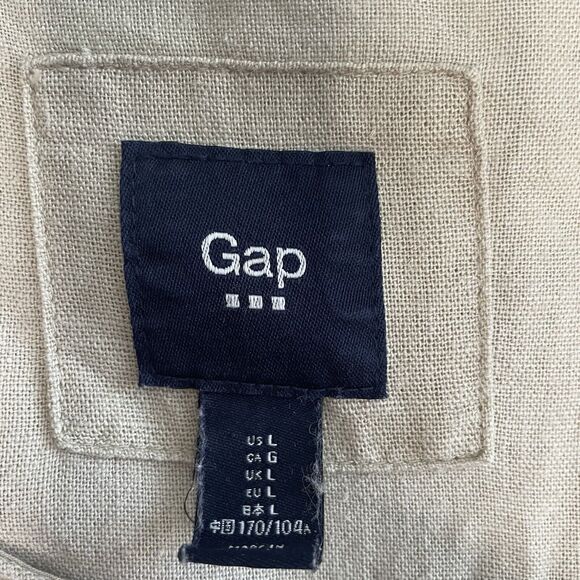 Gap
US L
CA G
UK L
EU L
日本 L
中国 170/104A